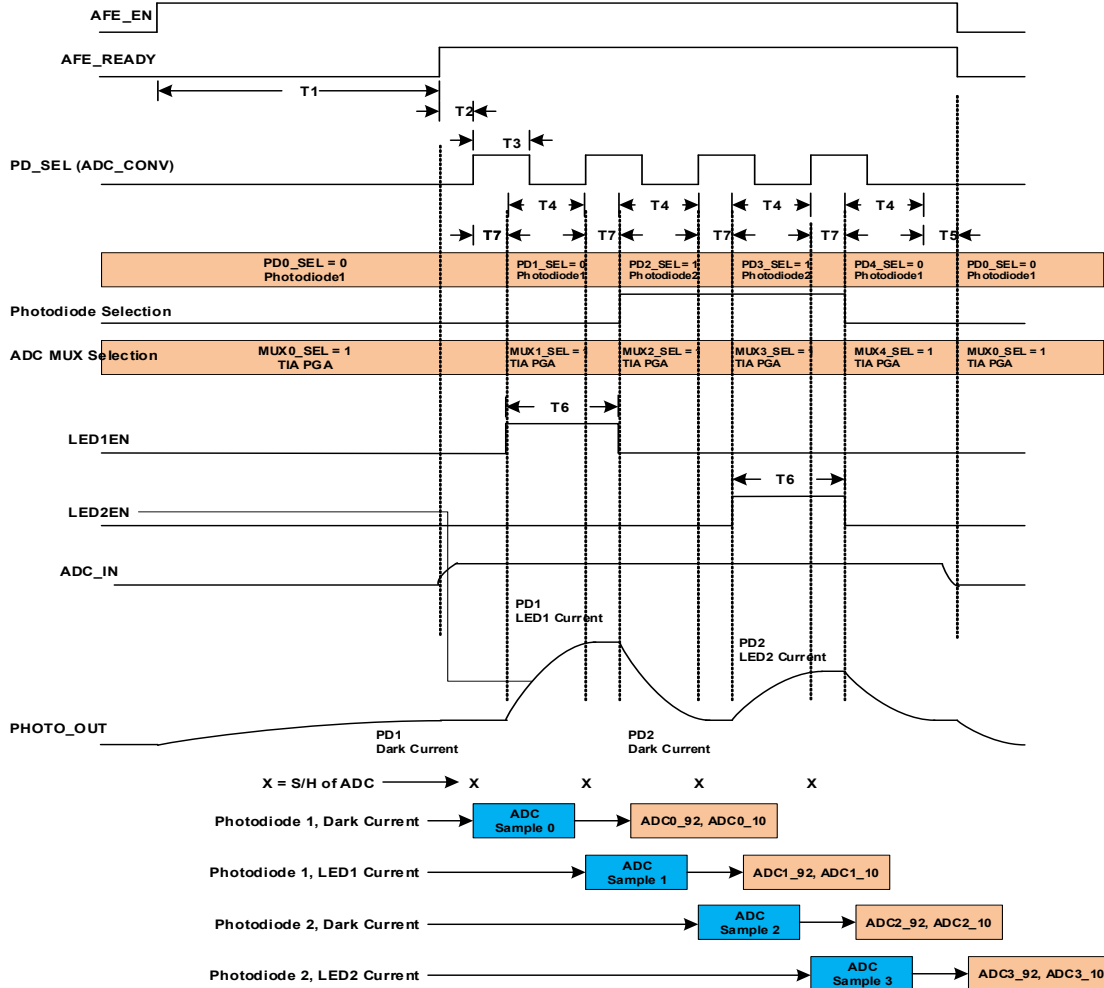 AFE_EN
AFE_READY
T1
T2
T3
PD_SEL (ADC_CONV)
T4 T4 T4 T4
T7 T7 T7 T7 T5
PD0_SEL = 0 PD1_SEL = 0 PD2_SEL = 1 PD3_SEL = 1 PD4_SEL = 0 PD0_SEL = 0
Photodiode1 Photodiode1 Photodiode2 Photodiode2 Photodiode1 Photodiode1
Photodiode Selection
ADC MUX Selection
MUX0_SEL = 1 MUX1_SEL = 1 MUX2_SEL = 1 MUX3_SEL = 1 MUX4_SEL = 1 MUX0_SEL = 1
TIA PGA TIA PGA TIA PGA TIA PGA TIA PGA TIA PGA
T6
LED1EN
T6
LED2EN
ADC_IN
PD1
LED1 Current
PD2
LED2 Current
PHOTO_OUT
PD1
Dark Current
PD2
Dark Current
X = S/H of ADC X X X X
Photodiode 1, Dark Current
ADC
Sample 0
ADC0_92, ADC0_10
Photodiode 1, LED1 Current
ADC
Sample 1
ADC1_92, ADC1_10
Photodiode 2, Dark Current
ADC
Sample 2
ADC2_92, ADC2_10
Photodiode 2, LED2 Current
ADC
Sample 3
ADC3_92, ADC3_10